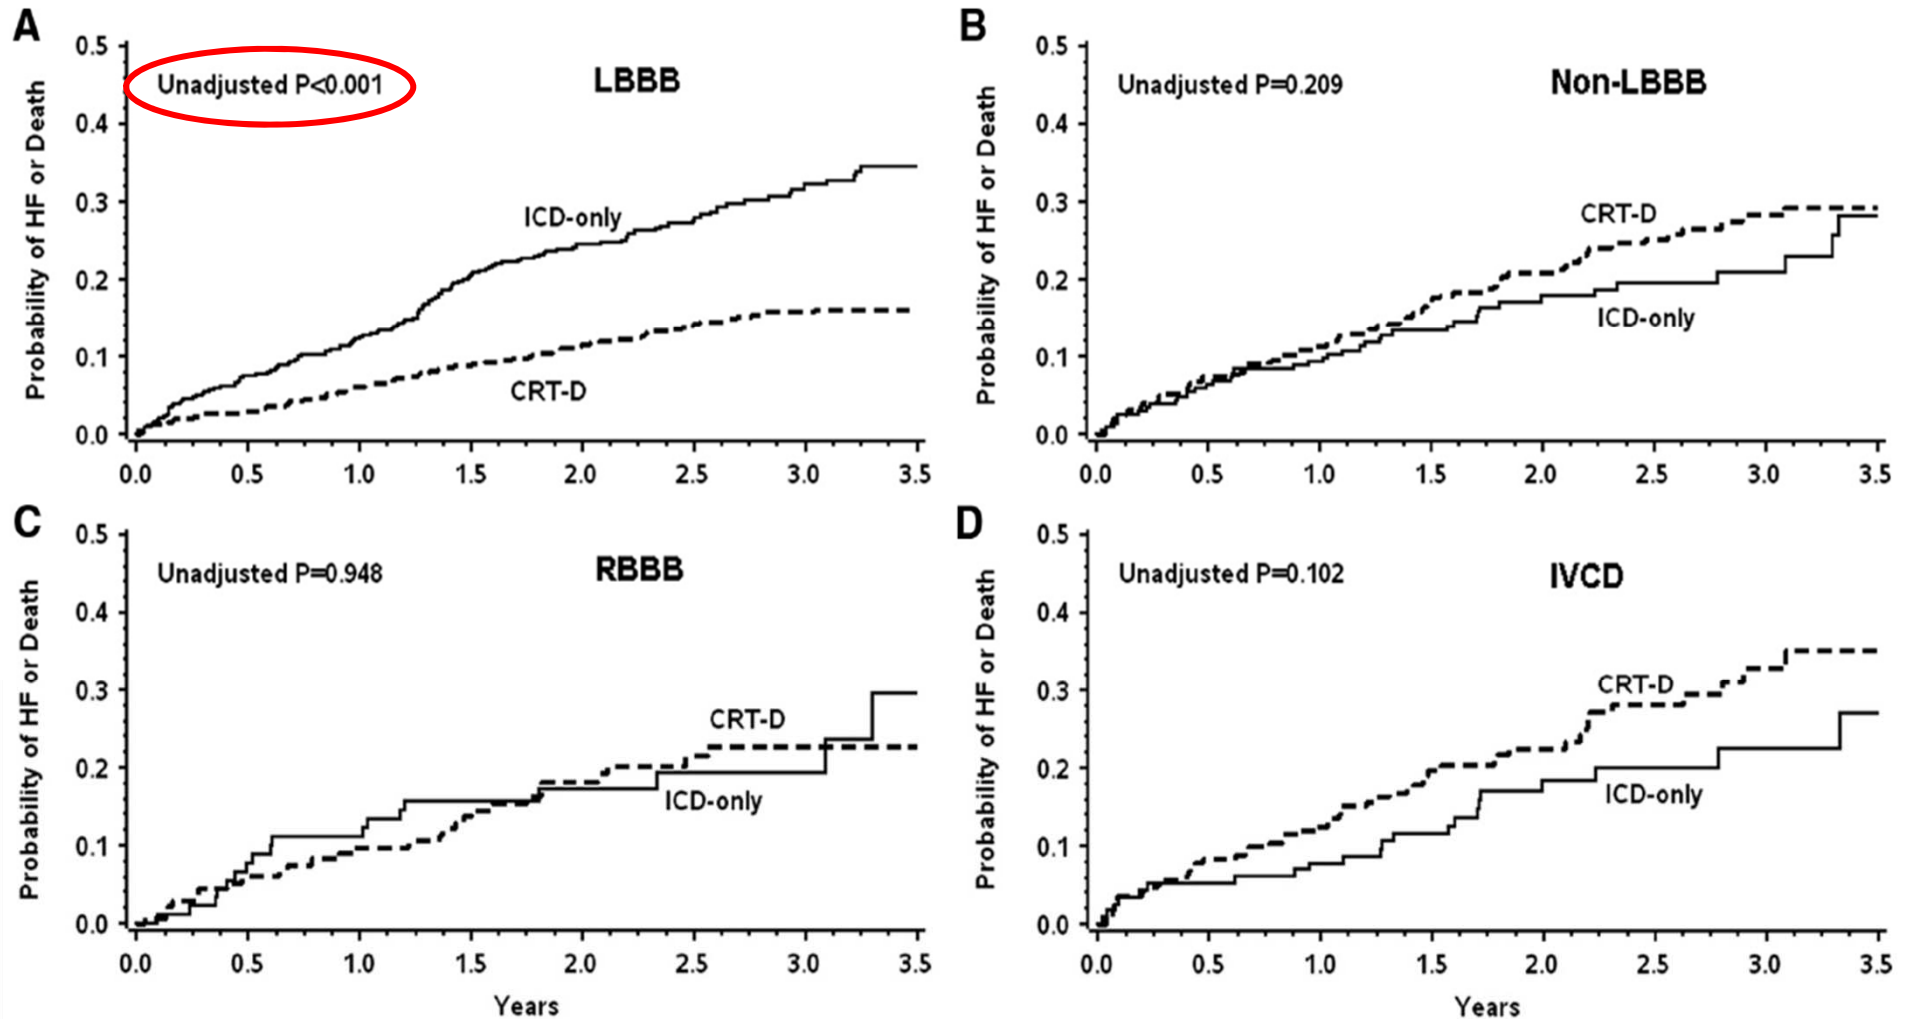 A
Probability of HF or Death
0.5
0.4
0.3
0.2
0.1
0.0
Unadjusted P<0.001
LBBB
ICD-only
CRT-D
0.0 0.5 1.0 1.5 2.0 2.5 3.0 3.5
B
Probability of HF or Death
0.5
0.4
0.3
0.2
0.1
0.0
Unadjusted P=0.209
Non-LBBB
CRT-D
ICD-only
0.0 0.5 1.0 1.5 2.0 2.5 3.0 3.5
C
Probability of HF or Death
0.5
0.4
0.3
0.2
0.1
0.0
Unadjusted P=0.948
RBBB
CRT-D
ICD-only
0.0 0.5 1.0 1.5 2.0 2.5 3.0 3.5
Years
D
Probability of HF or Death
0.5
0.4
0.3
0.2
0.1
0.0
Unadjusted P=0.102
IVCD
CRT-D
ICD-only
0.0 0.5 1.0 1.5 2.0 2.5 3.0 3.5
Years